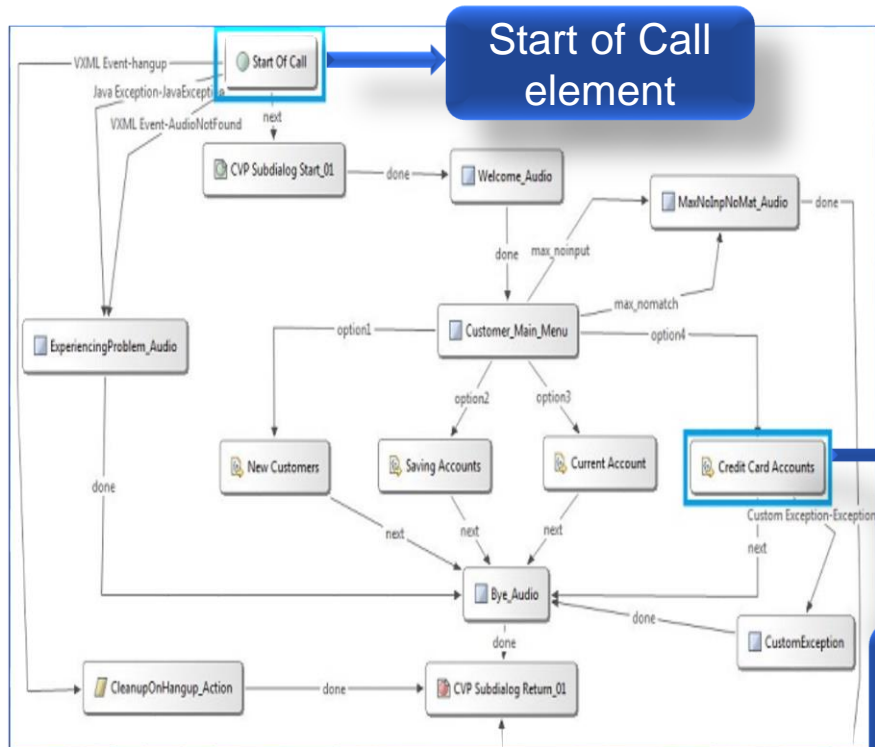 Start of Call
element
VXML Event-hangup
Start Of Call
Java Exception-JavaException
VXML Event-AudioNotFound
next
CVP Subdialog Start_01
done
Welcome_Audio
MaxNoInpNoMat_Audio
done
done
max_noinput
max_nomatch
ExperiencingProblem_Audio
option1
Customer_Main_Menu
option4
option2
option3
New Customers
Saving Accounts
Current Account
Credit Card Accounts
done
Custom Exception-Exception
next
next
next
next
Bye_Audio
done
done
CustomException
CleanupOnHangup_Action
done
CVP Subdialog Return_01